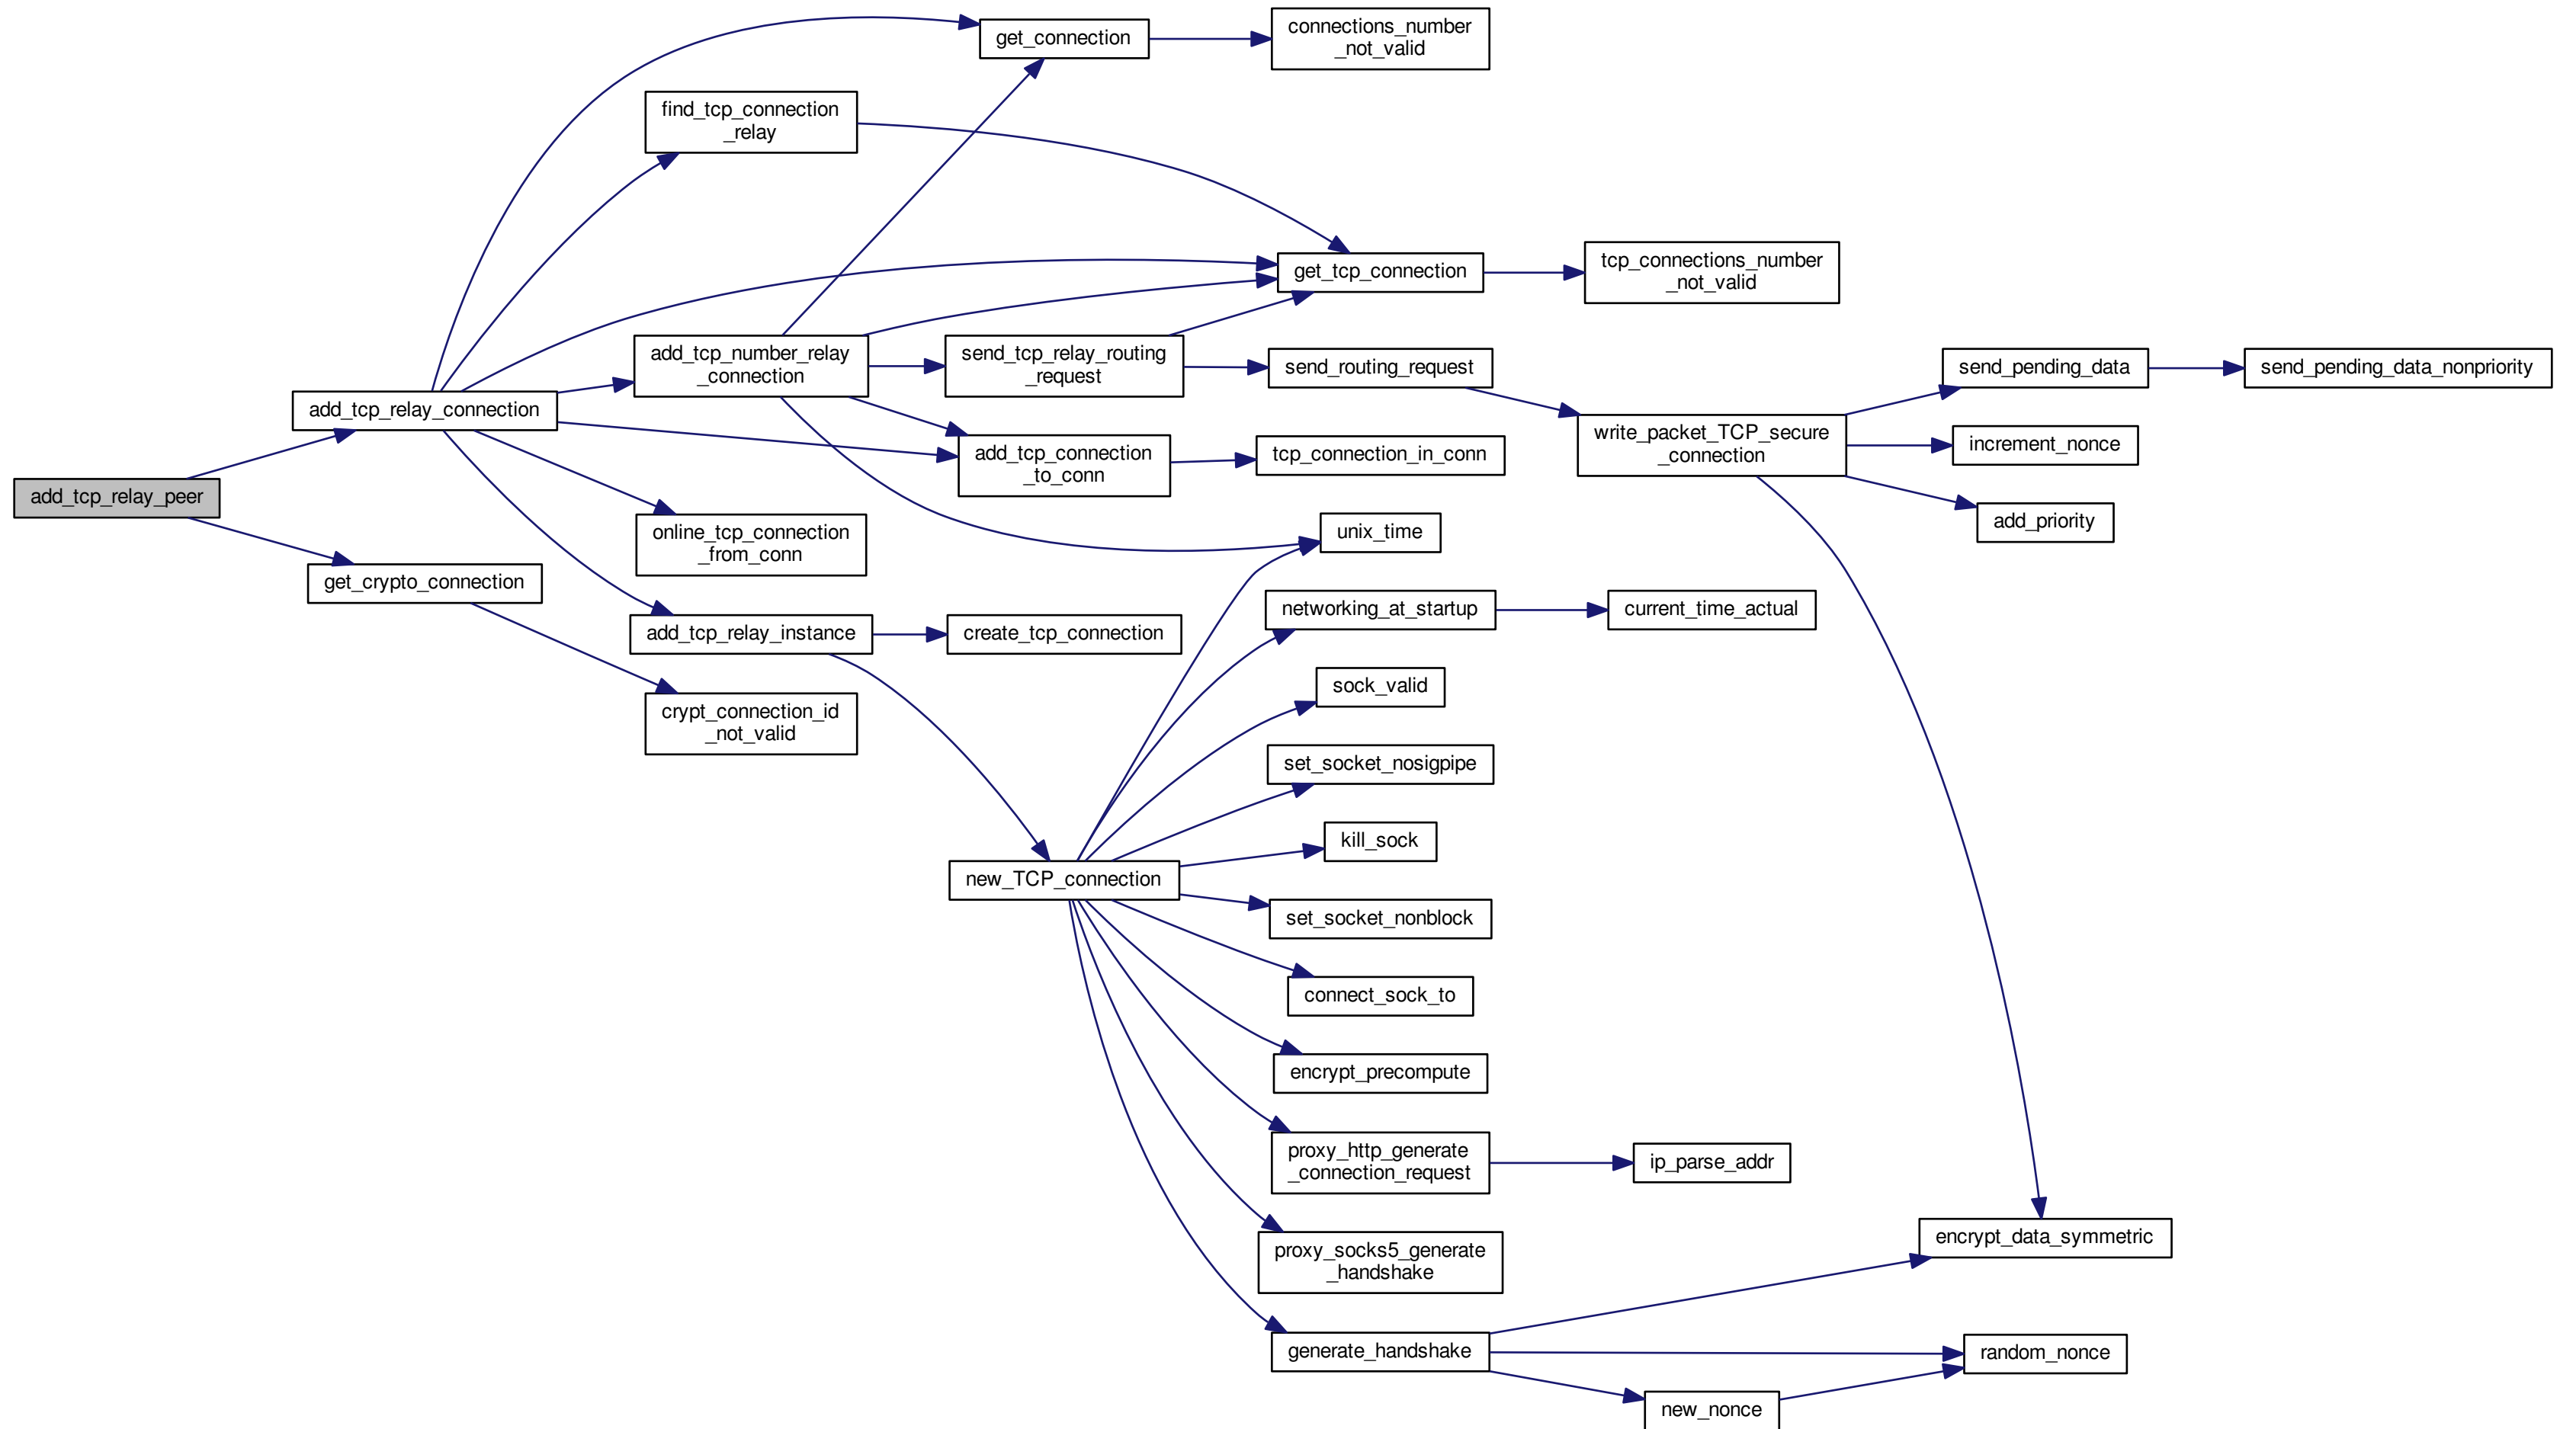 get_connection
connections_number
_not_valid
find_tcp_connection
_relay
get_tcp_connection
tcp_connections_number
_not_valid
add_tcp_number_relay
_connection
send_tcp_relay_routing
_request
send_routing_request
send_pending_data
send_pending_data_nonpriority
add_tcp_relay_connection
write_packet_TCP_secure
_connection
increment_nonce
add_tcp_connection
_to_conn
tcp_connection_in_conn
add_tcp_relay_peer
add_priority
online_tcp_connection
_from_conn
unix_time
get_crypto_connection
networking_at_startup
current_time_actual
add_tcp_relay_instance
create_tcp_connection
sock_valid
crypt_connection_id
_not_valid
set_socket_nosigpipe
kill_sock
new_TCP_connection
set_socket_nonblock
connect_sock_to
encrypt_precompute
proxy_http_generate
_connection_request
ip_parse_addr
encrypt_data_symmetric
proxy_socks5_generate
_handshake
generate_handshake
random_nonce
new_nonce